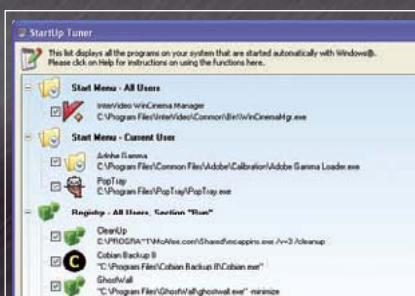 StartUp Tuner
This list displays all the programs on your system that are started automatically with Windows®.
Please click on Help for instructions on using the functions here.
Start Menu - All Users
InterVideo WinCinema Manager
C:\Program Files\InterVideo\Common\Bin\WinCinemaMgr.exe
Start Menu - Current User
Adobe Gamma
C:\Program Files\Common Files\Adobe\Calibration\Adobe Gamma Loader.exe
PopTray
C:\Program Files\PopTray\PopTray.exe
Registry - All Users, Section "Run"
CleanUp
C:\PROGRA~1\McAfee.com\Shared\mcappins.exe /v=3 /cleanup
Cobian Backup 8
"C:\Program Files\Cobian Backup 8\Cobian.exe"
GhostWall
"C:\Program Files\GhostWall\ghostwall.exe" -minimize